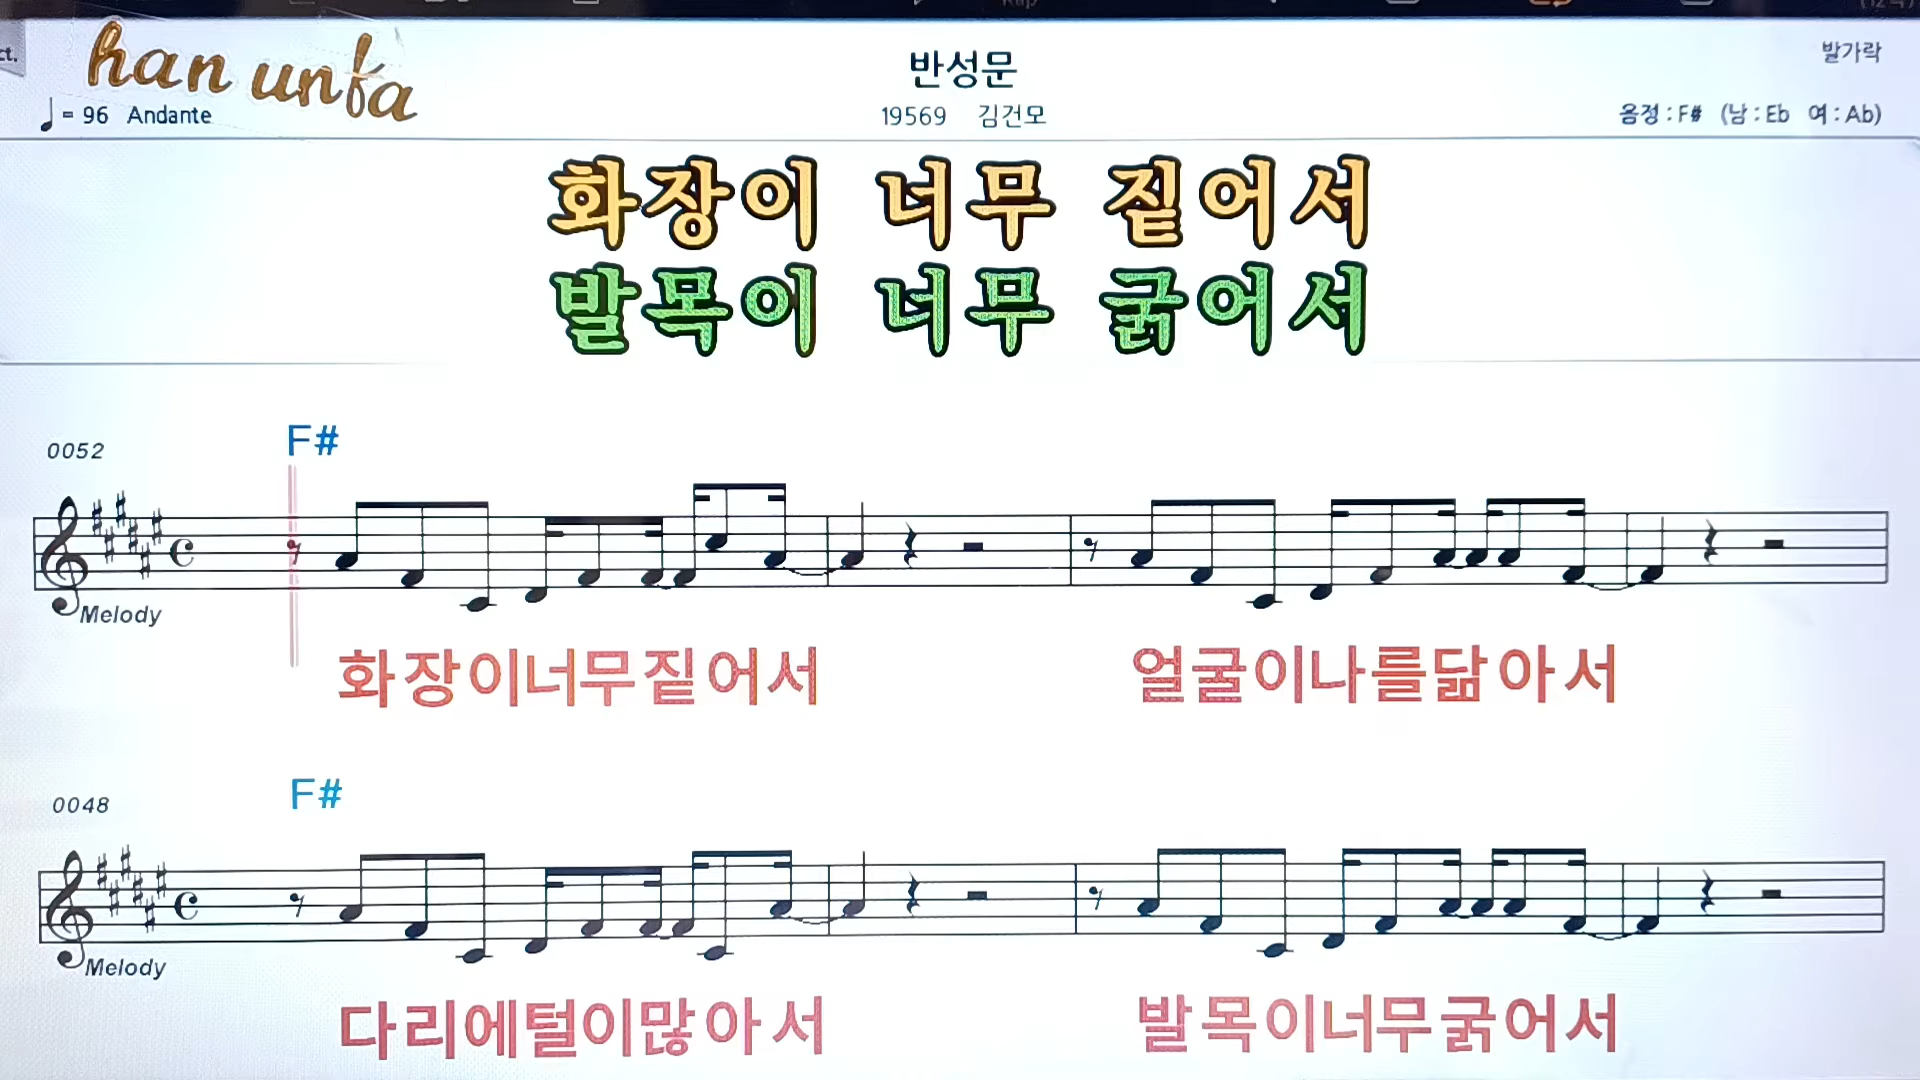 ct.
han unfa
반성문
발가락
♩ = 96 Andante
19569 김건모
음정 : F# (남 : Eb 여 : Ab)
화장이 너무 짙어서
발목이 너무 굵어서
F#
0052
Melody
화장이너무짙어서 얼굴이나를닮아서
F#
0048
Melody
다리에털이많아서 발목이너무굵어서